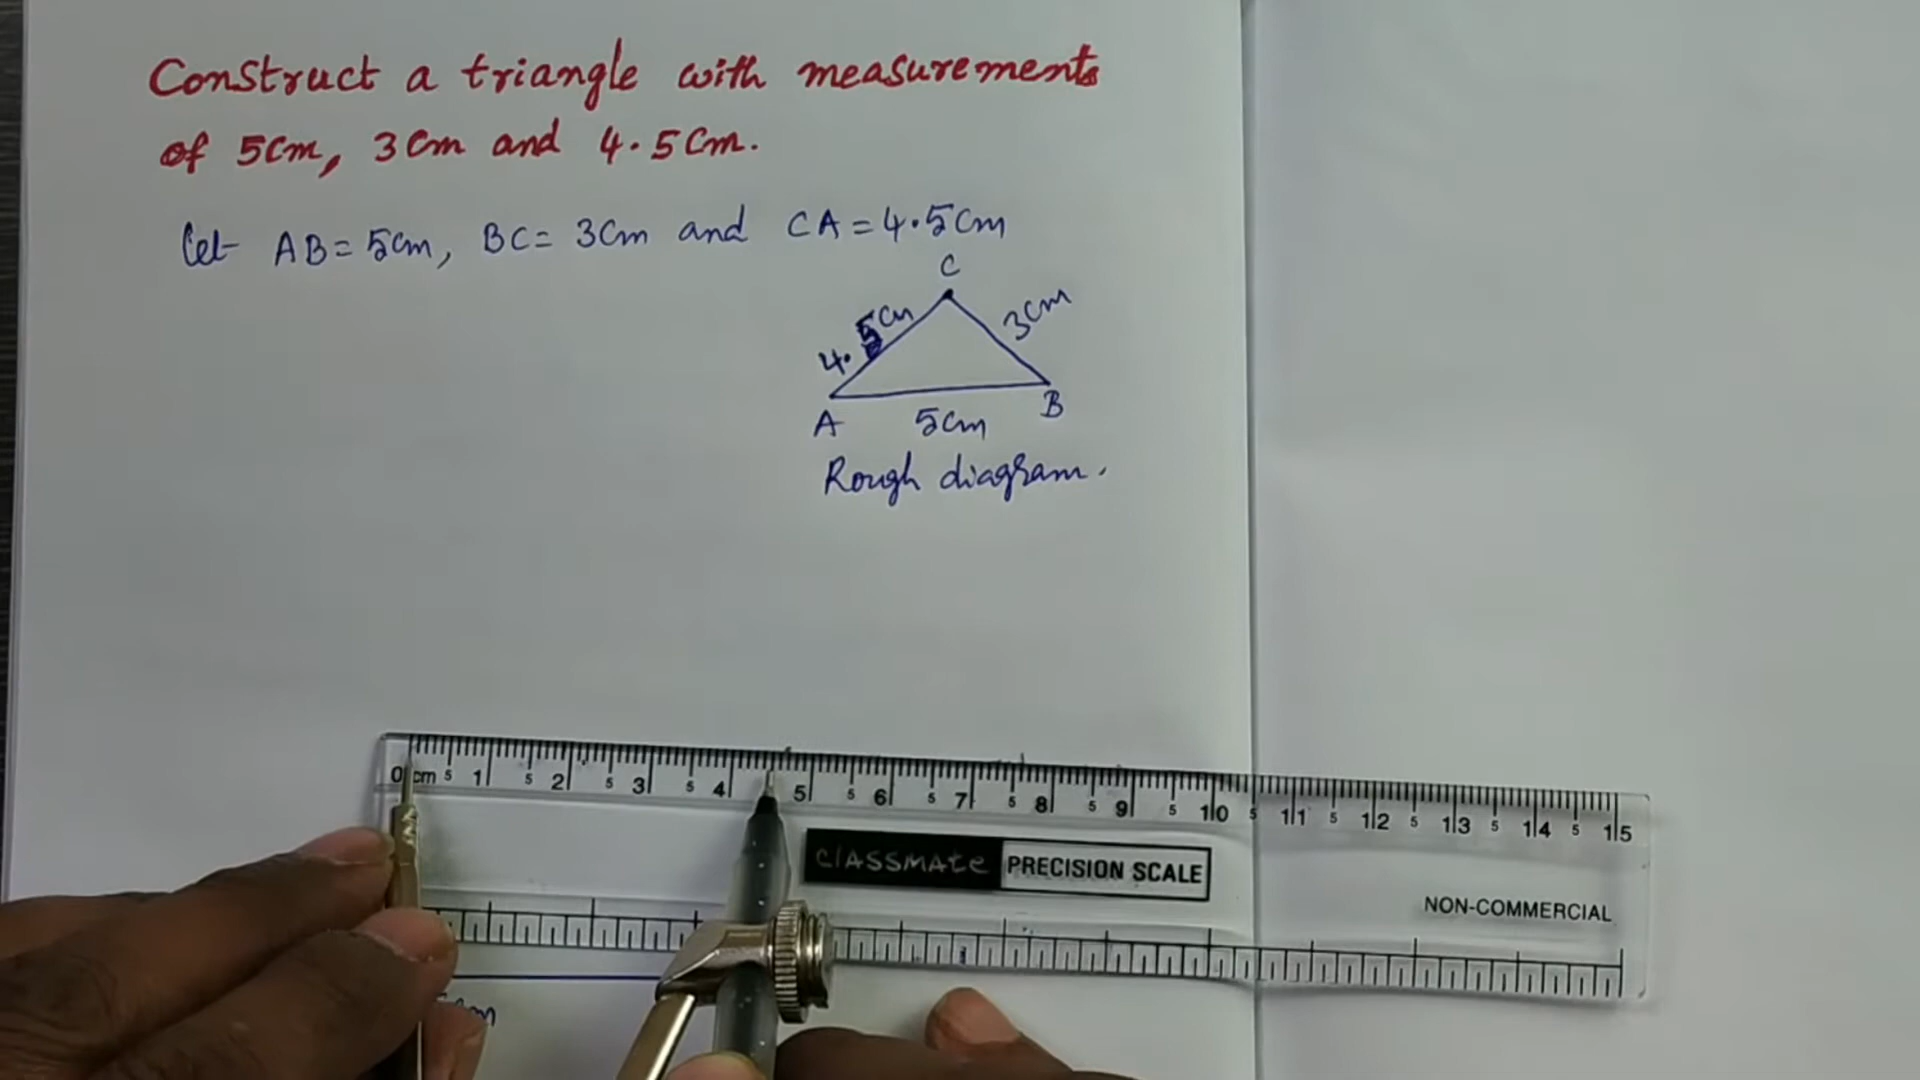 Construct a triangle with measurements
of 5cm, 3cm and 4.5cm.
Let AB = 5cm, BC = 3cm and CA = 4.5cm
C
4.5cm
3cm
A
5cm
B
Rough diagram.
0 cm 5 1 5 2 5 3 5 4 5 5 6 5 7 5 8 5 9 5 10 5 11 5 12 5 13 5 14 5 15
CLASSMATE PRECISION SCALE
NON-COMMERCIAL